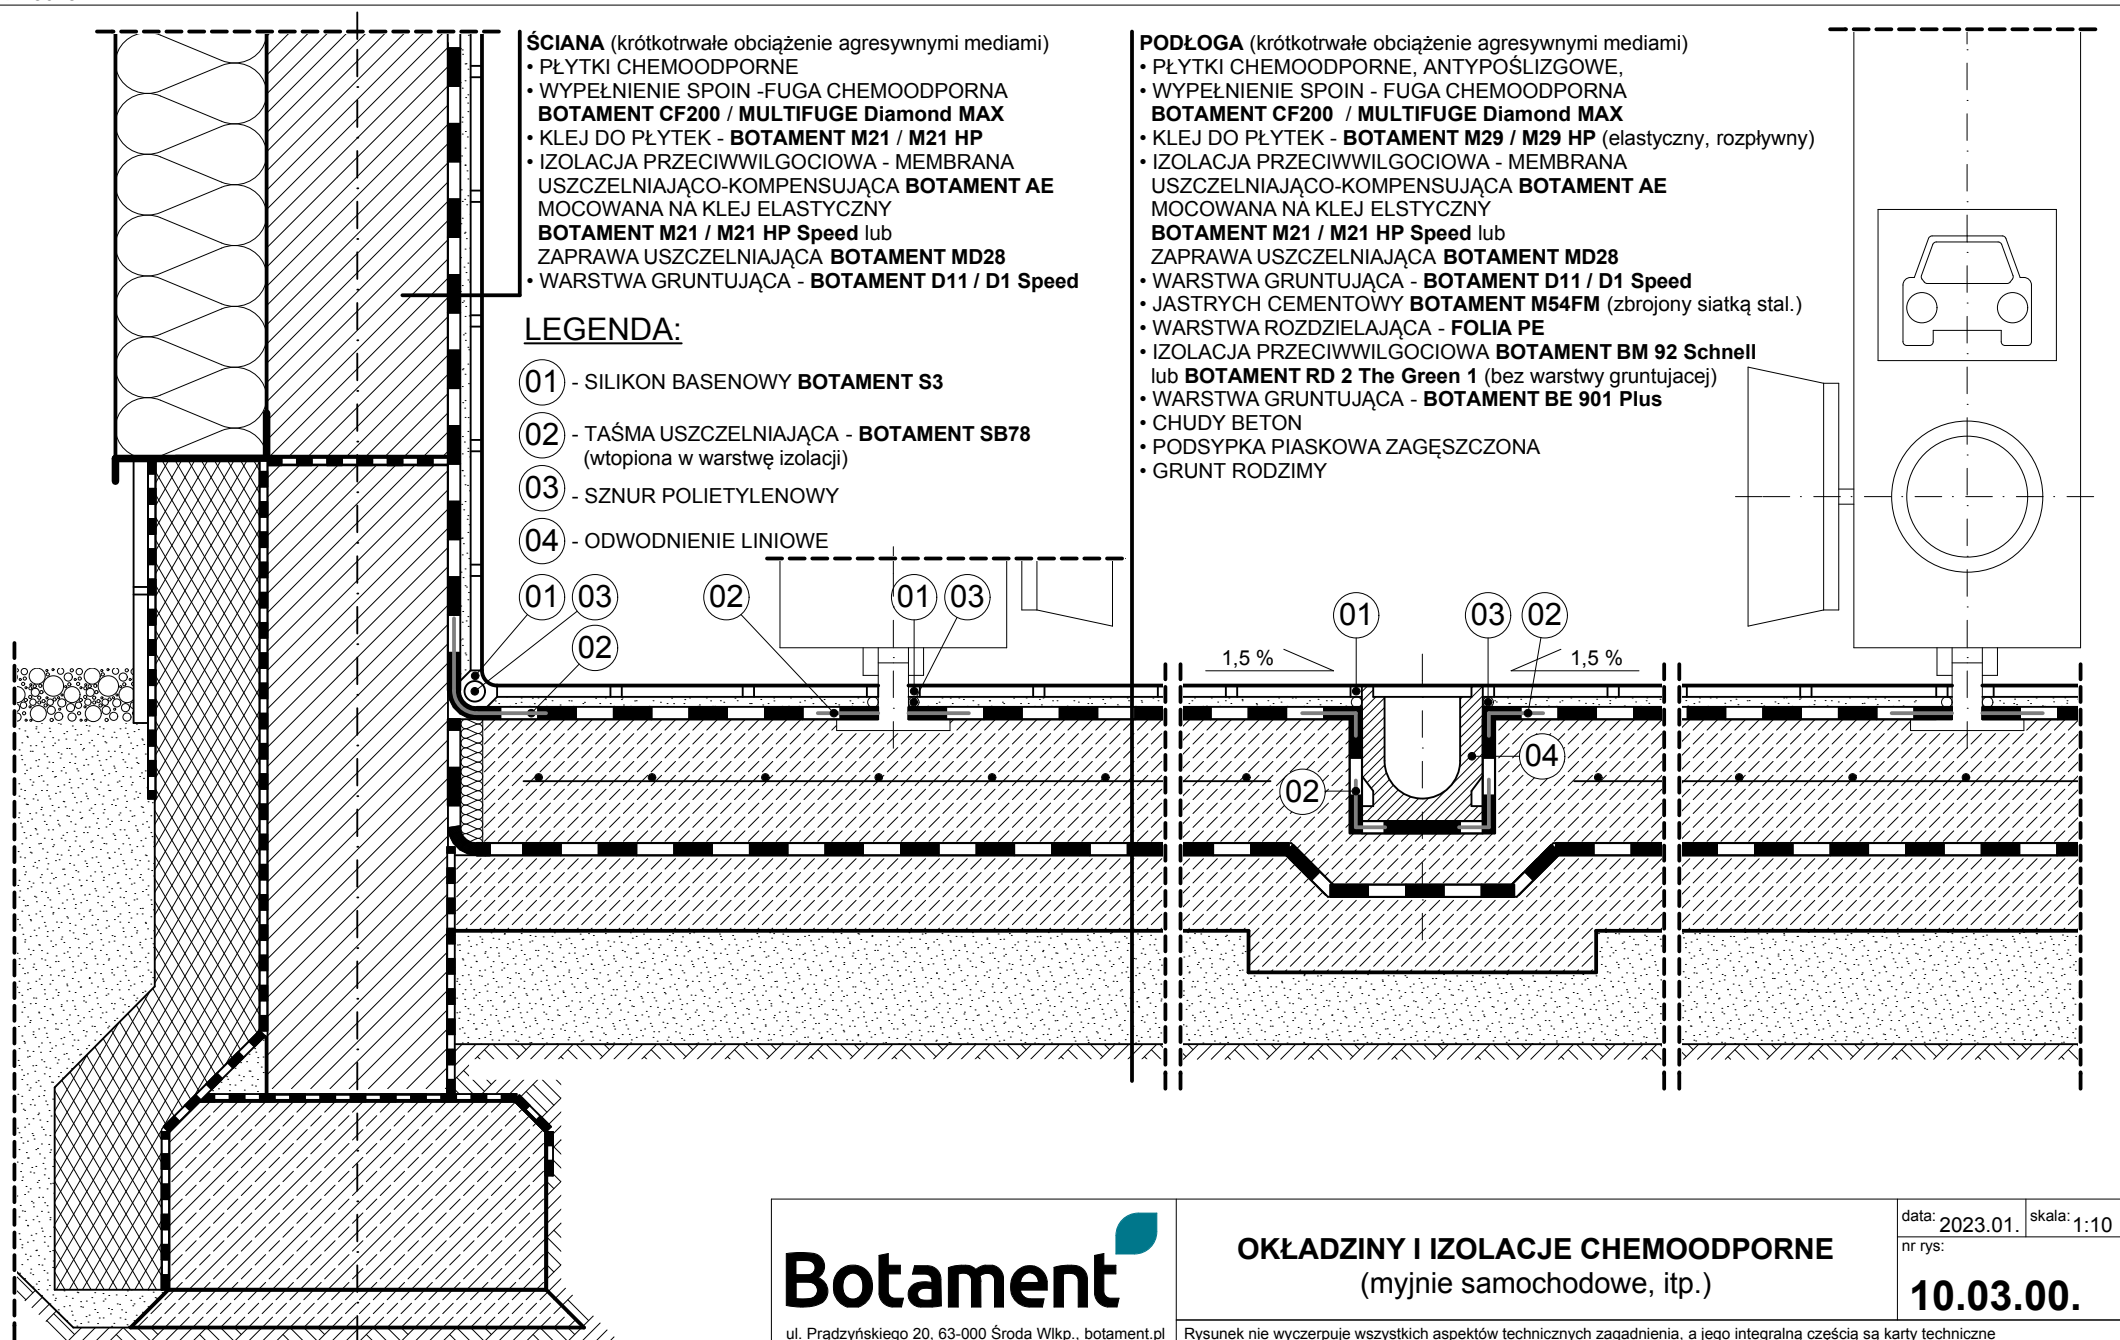 ŚCIANA (krótkotrwałe obciążenie agresywnymi mediami)
• PŁYTKI CHEMOODPORNE
• WYPEŁNIENIE SPOIN -FUGA CHEMOODPORNA
BOTAMENT CF200 / MULTIFUGE Diamond MAX
• KLEJ DO PŁYTEK - BOTAMENT M21 / M21 HP
• IZOLACJA PRZECIWWILGOCIOWA - MEMBRANA
USZCZELNIAJĄCO-KOMPENSUJĄCA BOTAMENT AE
MOCOWANA NA KLEJ ELASTYCZNY
BOTAMENT M21 / M21 HP Speed lub
ZAPRAWA USZCZELNIAJĄCA BOTAMENT MD28
• WARSTWA GRUNTUJĄCA - BOTAMENT D11 / D1 Speed
LEGENDA:
01 - SILIKON BASENOWY BOTAMENT S3
02 - TAŚMA USZCZELNIAJĄCA - BOTAMENT SB78
(wtopiona w warstwę izolacji)
03 - SZNUR POLIETYLENOWY
04 - ODWODNIENIE LINIOWE
PODŁOGA (krótkotrwałe obciążenie agresywnymi mediami)
• PŁYTKI CHEMOODPORNE, ANTYPOŚLIZGOWE,
• WYPEŁNIENIE SPOIN - FUGA CHEMOODPORNA
BOTAMENT CF200 / MULTIFUGE Diamond MAX
• KLEJ DO PŁYTEK - BOTAMENT M29 / M29 HP (elastyczny, rozpływny)
• IZOLACJA PRZECIWWILGOCIOWA - MEMBRANA
USZCZELNIAJĄCO-KOMPENSUJĄCA BOTAMENT AE
MOCOWANA NA KLEJ ELSTYCZNY
BOTAMENT M21 / M21 HP Speed lub
ZAPRAWA USZCZELNIAJĄCA BOTAMENT MD28
• WARSTWA GRUNTUJĄCA - BOTAMENT D11 / D1 Speed
• JASTRYCH CEMENTOWY BOTAMENT M54FM (zbrojony siatką stal.)
• WARSTWA ROZDZIELAJĄCA - FOLIA PE
• IZOLACJA PRZECIWWILGOCIOWA BOTAMENT BM 92 Schnell
lub BOTAMENT RD 2 The Green 1 (bez warstwy gruntujacej)
• WARSTWA GRUNTUJĄCA - BOTAMENT BE 901 Plus
• CHUDY BETON
• PODSYPKA PIASKOWA ZAGĘSZCZONA
• GRUNT RODZIMY
01 03 02 01 03
02
01 03 02
1,5 % 1,5 %
04
02
Botament
ul. Prądzyńskiego 20, 63-000 Środa Wlkp., botament.pl
OKŁADZINY I IZOLACJE CHEMOODPORNE
(myjnie samochodowe, itp.)
data: 2023.01. skala: 1:10
nr rys:
10.03.00.
Rysunek nie wyczerpuje wszystkich aspektów technicznych zagadnienia, a jego integralną częścią są karty techniczne